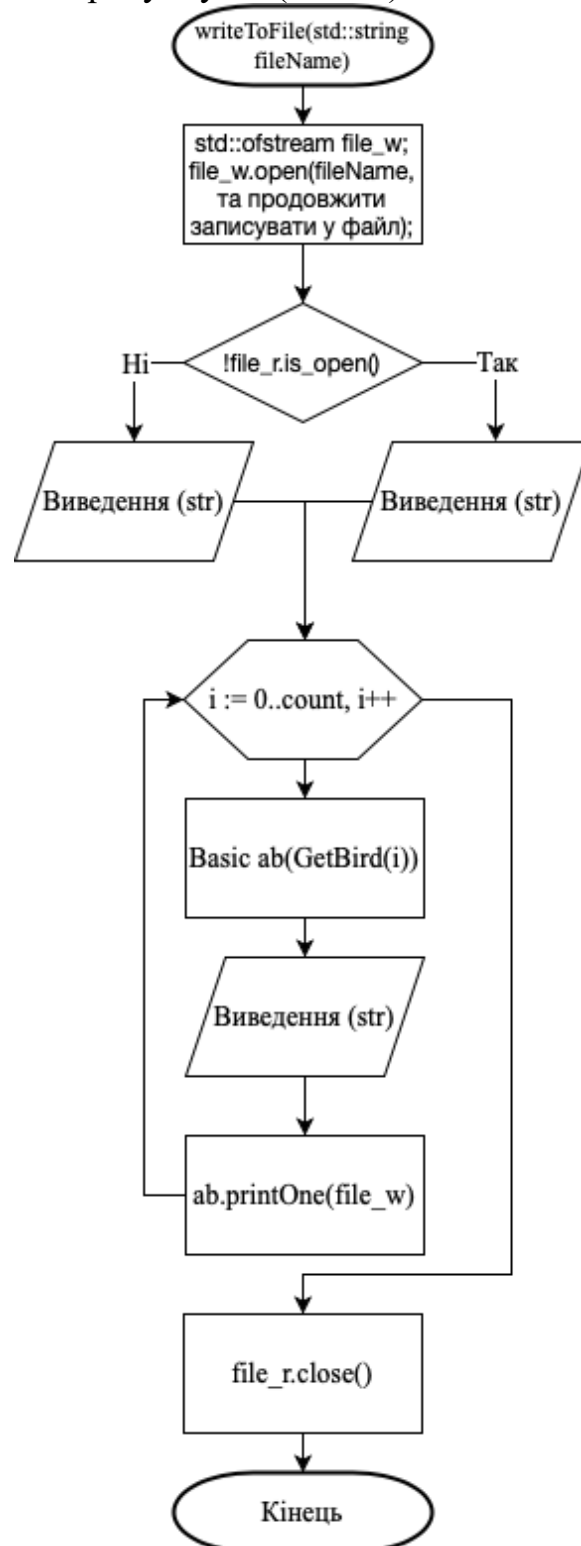 writeToFile(std::string
fileName)
std::ofstream file_w;
file_w.open(fileName,
та продовжити
записувати у файл);
!file_r.is_open()
Ні
Так
Виведення (str)
Виведення (str)
i := 0..count, i++
Basic ab(GetBird(i))
Виведення (str)
ab.printOne(file_w)
file_r.close()
Кінець